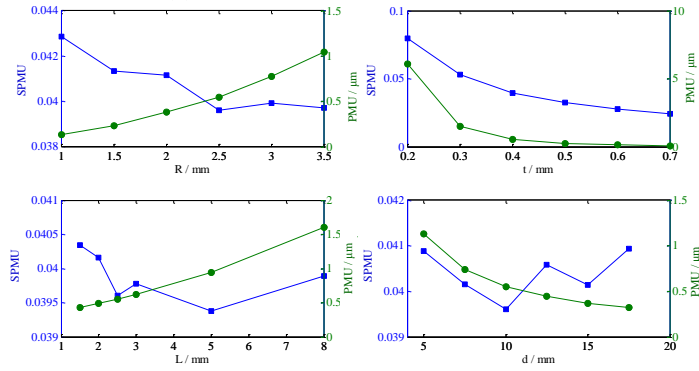 0.044
0.042
0.04
0.038
SPMU
1.5
1
0.5
0
PMU / μm
1 1.5 2 2.5 3 3.5
R / mm
0.1
0.05
0
SPMU
10
5
0
PMU / μm
0.2 0.3 0.4 0.5 0.6 0.7
t / mm
0.041
0.0405
0.04
0.0395
0.039
SPMU
2
1.5
1
0.5
0
PMU / μm
1 2 3 4 5 6 7 8
L / mm
0.042
0.041
0.04
0.039
SPMU
1.5
1
0.5
0
PMU / μm
5 10 15 20
d / mm